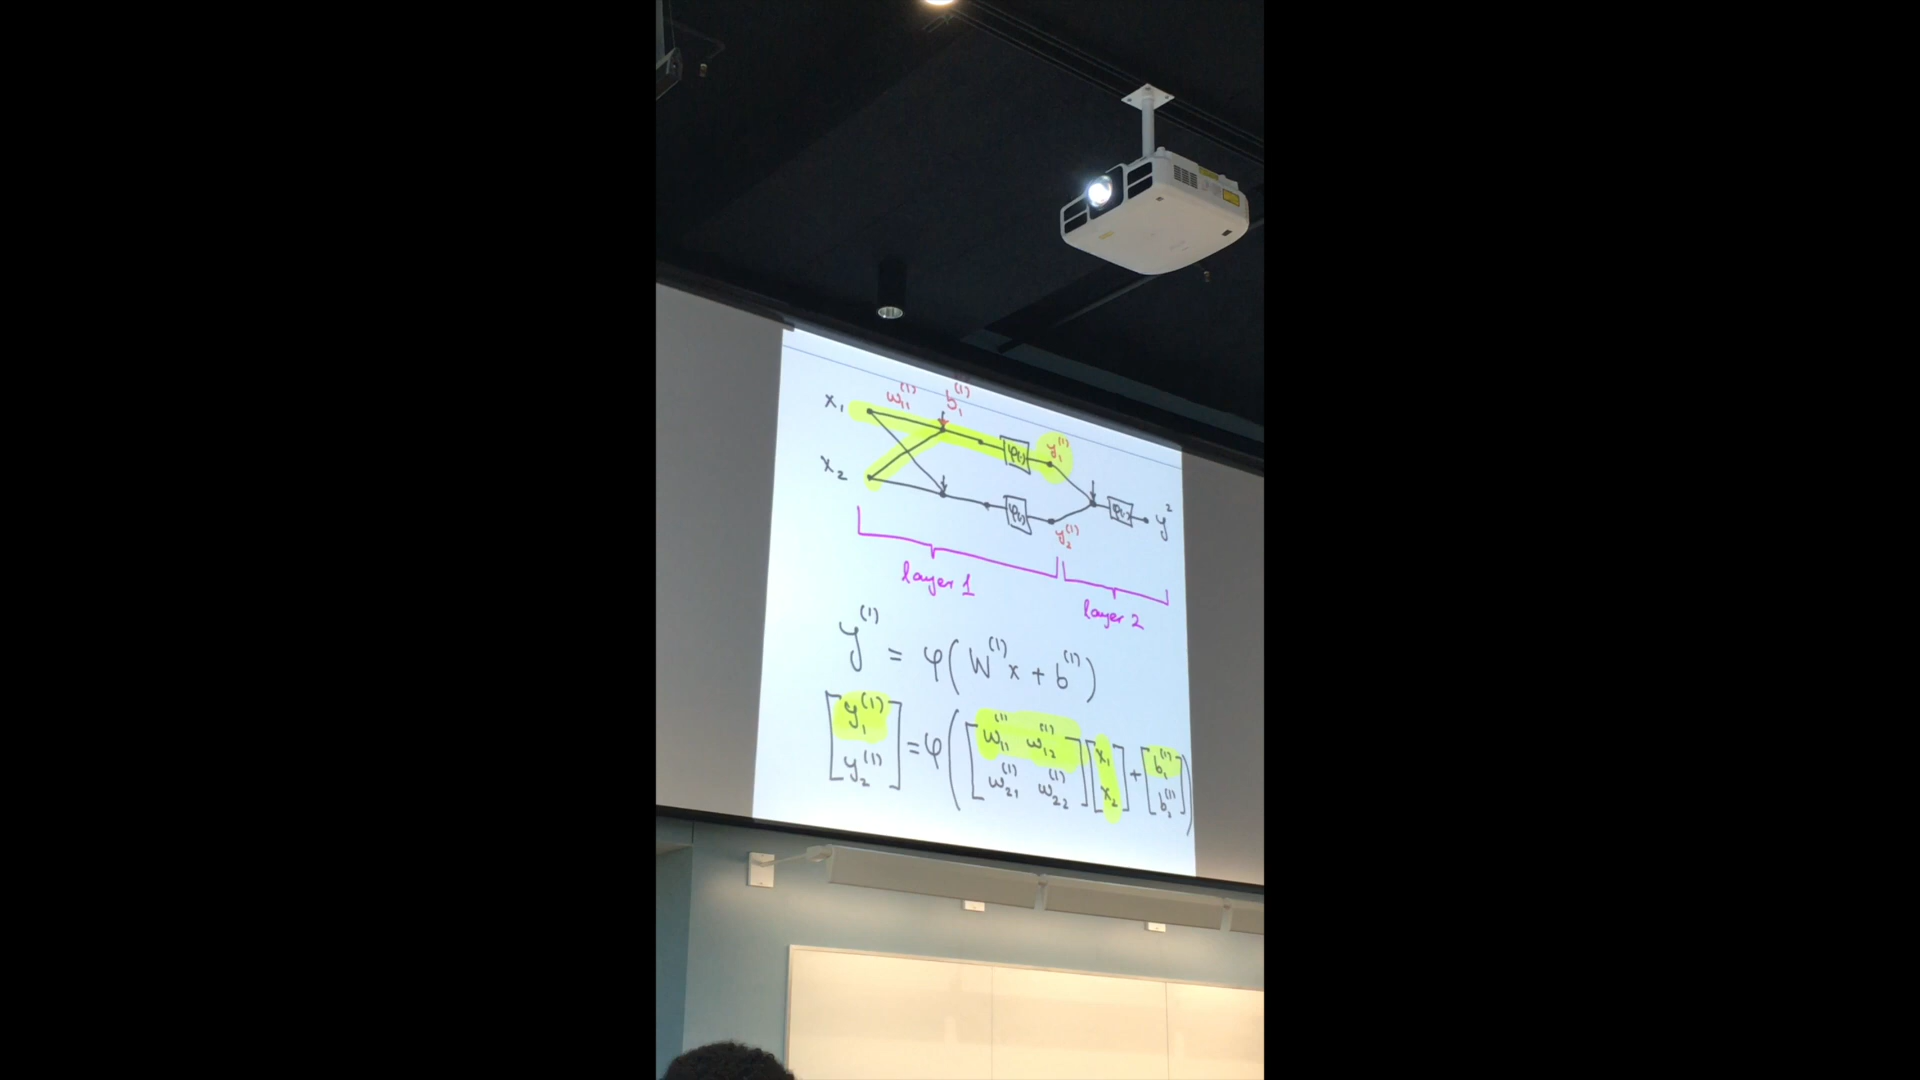 x₁ w₁₁⁽¹⁾ b₁⁽¹⁾
φ(·) y₁⁽¹⁾
x₂
φ(·) φ(·) y²
y₂⁽¹⁾
layer 1
layer 2
y⁽¹⁾ = φ(W⁽¹⁾x + b⁽¹⁾)
[y₁⁽¹⁾ y₂⁽¹⁾] = φ([w₁₁⁽¹⁾ w₁₂⁽¹⁾ w₂₁⁽¹⁾ w₂₂⁽¹⁾][x₁ x₂] + [b₁⁽¹⁾ b₂⁽¹⁾])